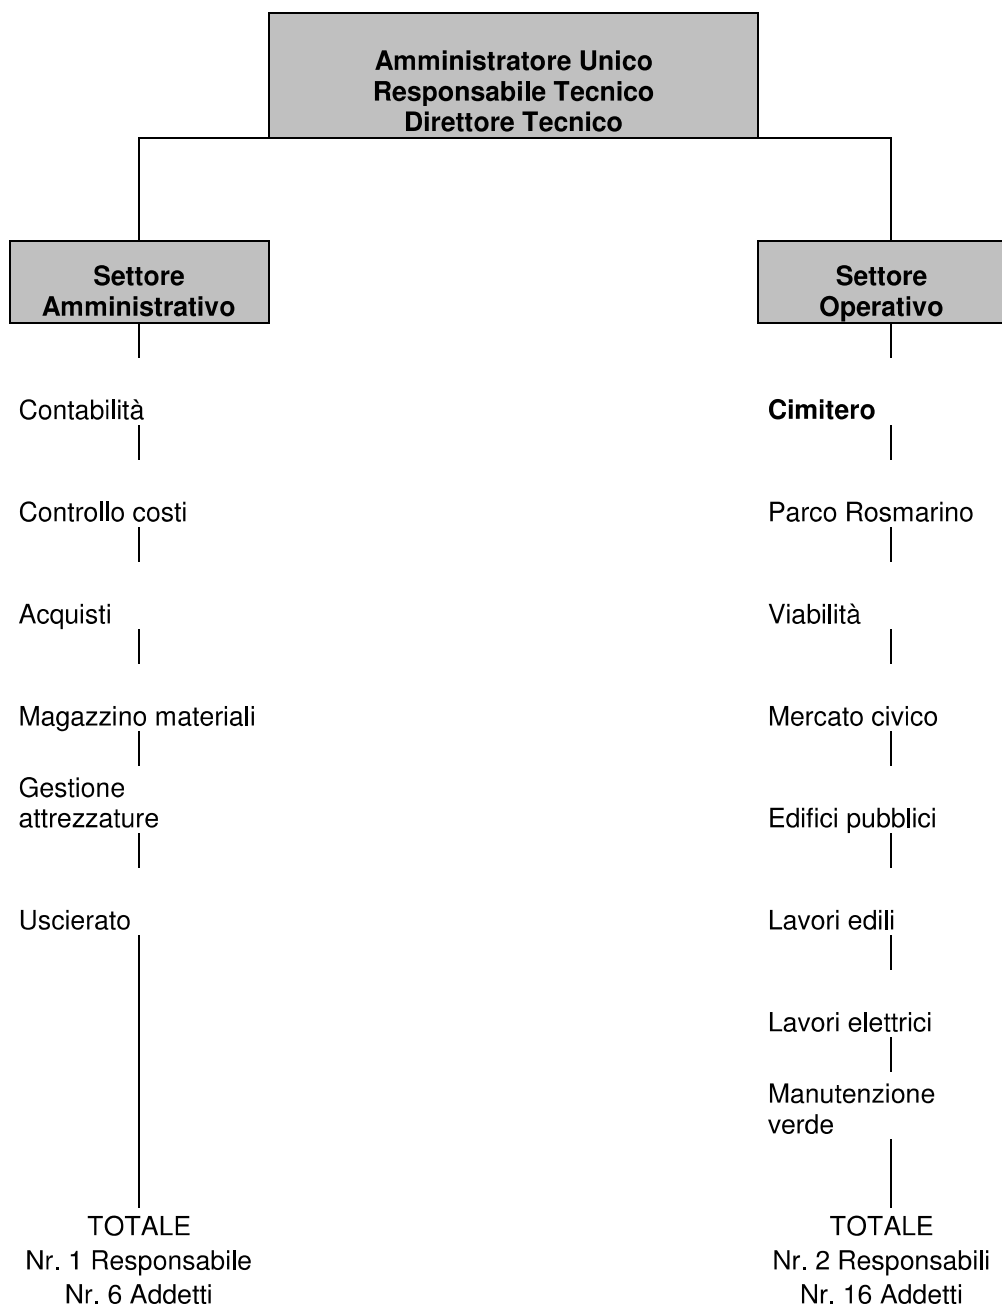 Amministratore Unico
Responsabile Tecnico
Direttore Tecnico
Settore
Amministrativo
Contabilità
Controllo costi
Acquisti
Magazzino materiali
Gestione
attrezzature
Uscierato
TOTALE
Nr. 1 Responsabile
Nr. 6 Addetti
Settore
Operativo
Cimitero
Parco Rosmarino
Viabilità
Mercato civico
Edifici pubblici
Lavori edili
Lavori elettrici
Manutenzione
verde
TOTALE
Nr. 2 Responsabili
Nr. 16 Addetti